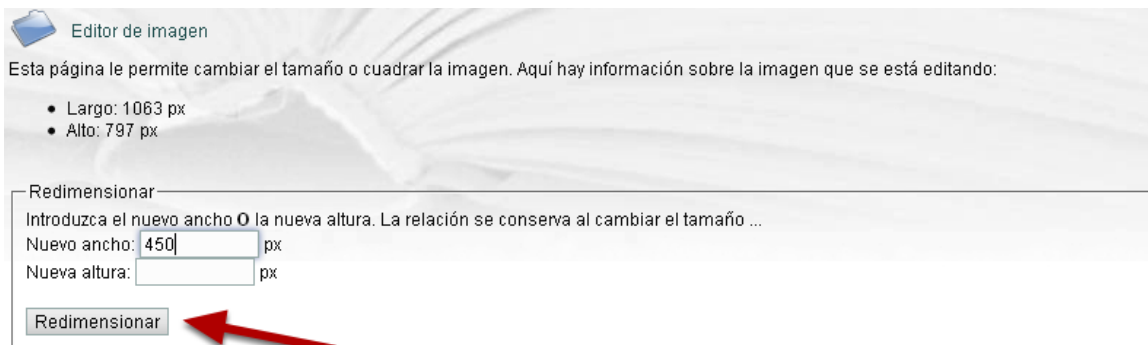 Editor de imagen
Esta página le permite cambiar el tamaño o cuadrar la imagen. Aquí hay información sobre la imagen que se está editando:
• Largo: 1063 px
• Alto: 797 px
Redimensionar
Introduzca el nuevo ancho O la nueva altura. La relación se conserva al cambiar el tamaño ...
Nuevo ancho: 450 px
Nueva altura: px
Redimensionar